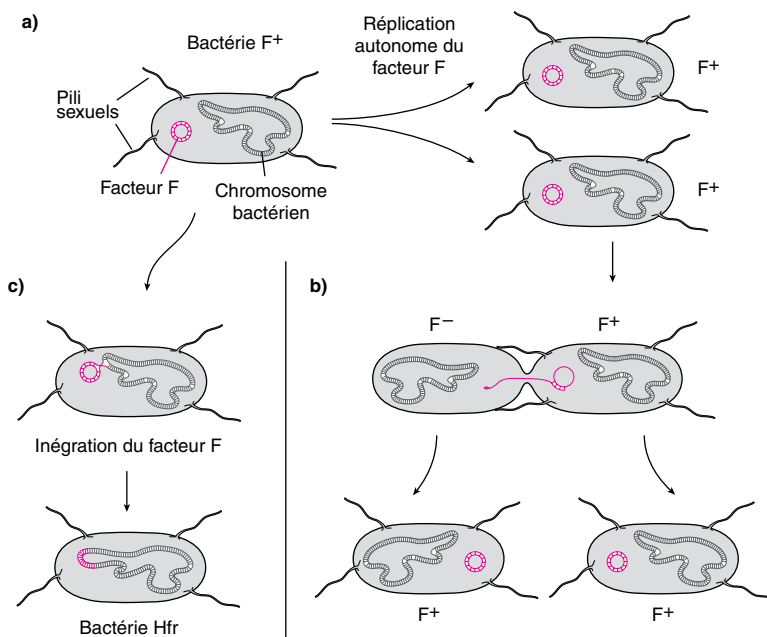 a)
Bactérie F+
Réplication
autonome du
facteur F
F+
Pili
sexuels
F+
Facteur F
Chromosome
bactérien
c)
b)
F−
F+
Inégration du facteur F
F+
F+
Bactérie Hfr